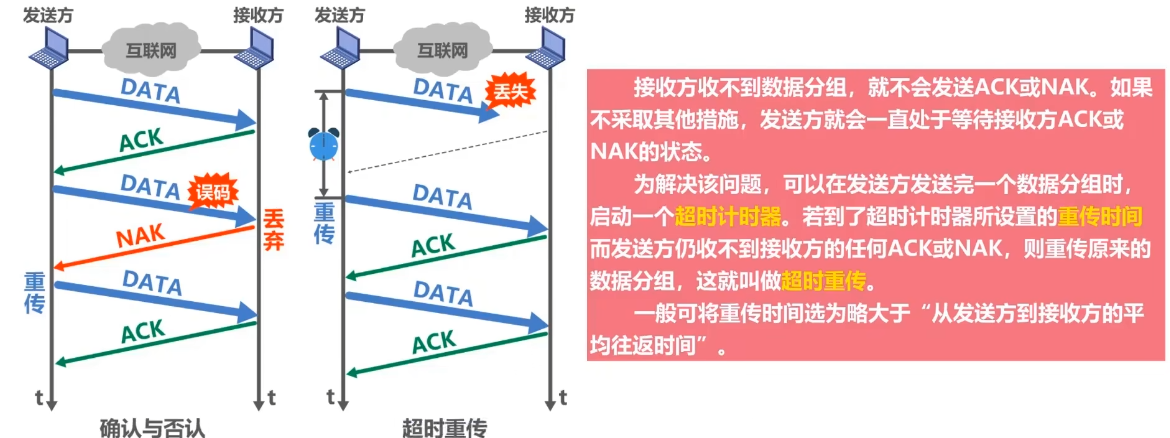 发送方
接收方
互联网
DATA
ACK
DATA
误码
丢弃
NAK
重传
DATA
ACK
t
t
确认与否认
发送方
接收方
互联网
DATA
丢失
重传
DATA
ACK
DATA
ACK
t
t
超时重传
接收方收不到数据分组，就不会发送ACK或NAK。如果
不采取其他措施，发送方就会一直处于等待接收方ACK或
NAK的状态。
为解决该问题，可以在发送方发送完一个数据分组时，
启动一个超时计时器。若到了超时计时器所设置的重传时间
而发送方仍收不到接收方的任何ACK或NAK，则重传原来的
数据分组，这就叫做超时重传。
一般可将重传时间选为略大于“从发送方到接收方的平
均往返时间”。